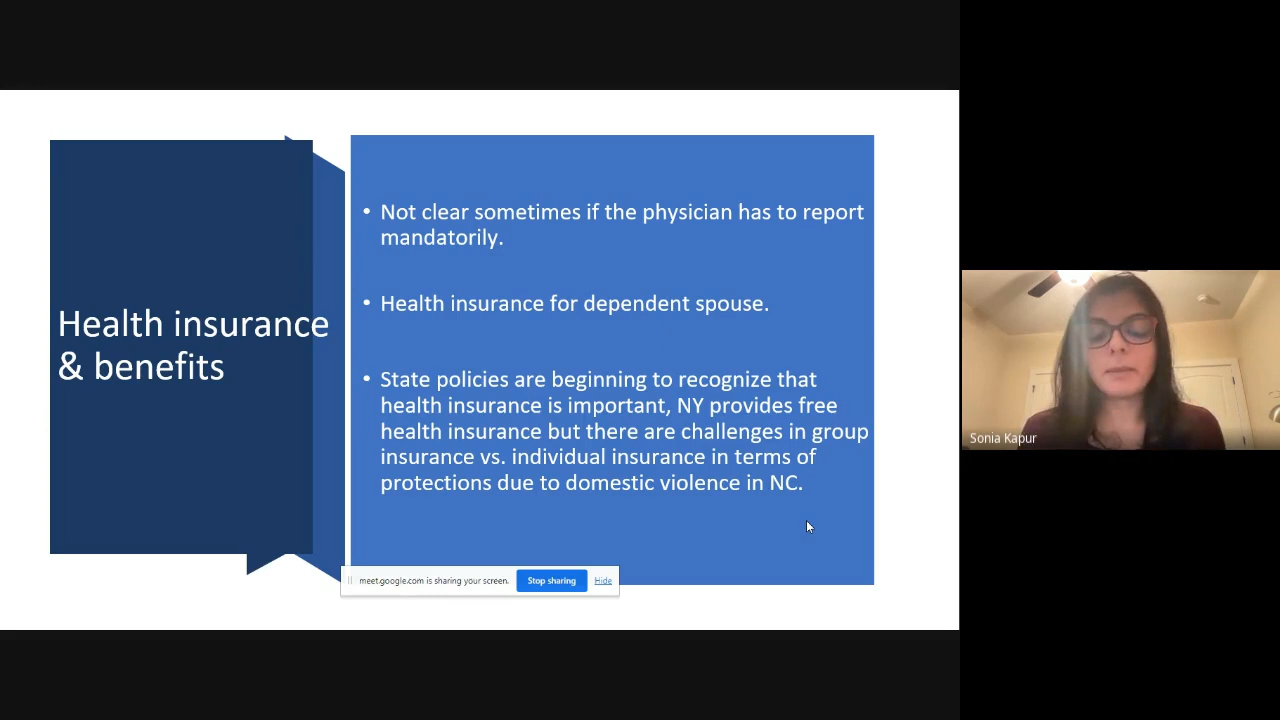 Health insurance
& benefits
• Not clear sometimes if the physician has to report
mandatorily.
• Health insurance for dependent spouse.
• State policies are beginning to recognize that
health insurance is important, NY provides free
health insurance but there are challenges in group
insurance vs. individual insurance in terms of
protections due to domestic violence in NC.
meet.google.com is sharing your screen. Stop sharing Hide
Sonia Kapur